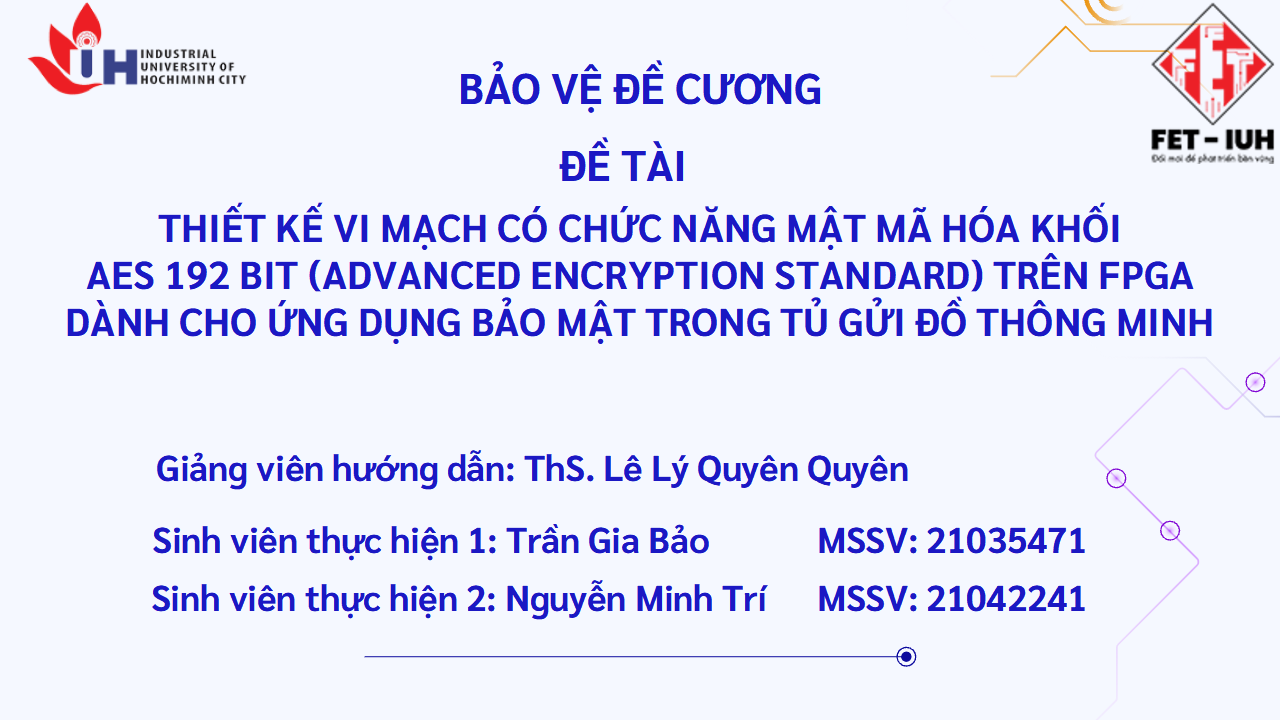 INDUSTRIAL
UNIVERSITY OF
HOCHIMINH CITY
IUH
FET
FET – IUH
Đổi mới để phát triển bền vững
BẢO VỆ ĐỀ CƯƠNG
ĐỀ TÀI
THIẾT KẾ VI MẠCH CÓ CHỨC NĂNG MẬT MÃ HÓA KHỐI
AES 192 BIT (ADVANCED ENCRYPTION STANDARD) TRÊN FPGA
DÀNH CHO ỨNG DỤNG BẢO MẬT TRONG TỦ GỬI ĐỒ THÔNG MINH
Giảng viên hướng dẫn: ThS. Lê Lý Quyên Quyên
Sinh viên thực hiện 1: Trần Gia Bảo MSSV: 21035471
Sinh viên thực hiện 2: Nguyễn Minh Trí MSSV: 21042241